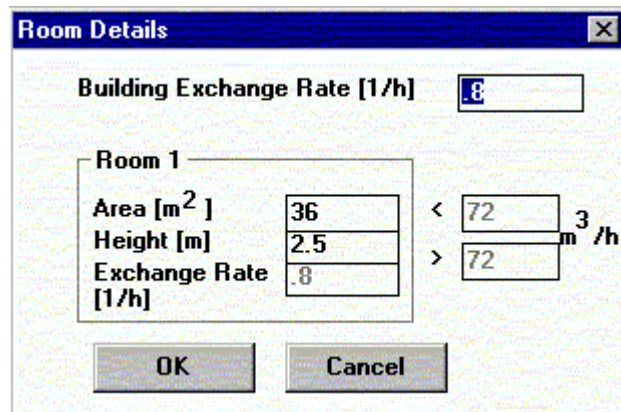 Room Details
Building Exchange Rate [1/h] .8
Room 1
Area [m2 ] 36 < 72
Height [m] 2.5 m3/h
Exchange Rate .8 > 72
[1/h]
OK Cancel